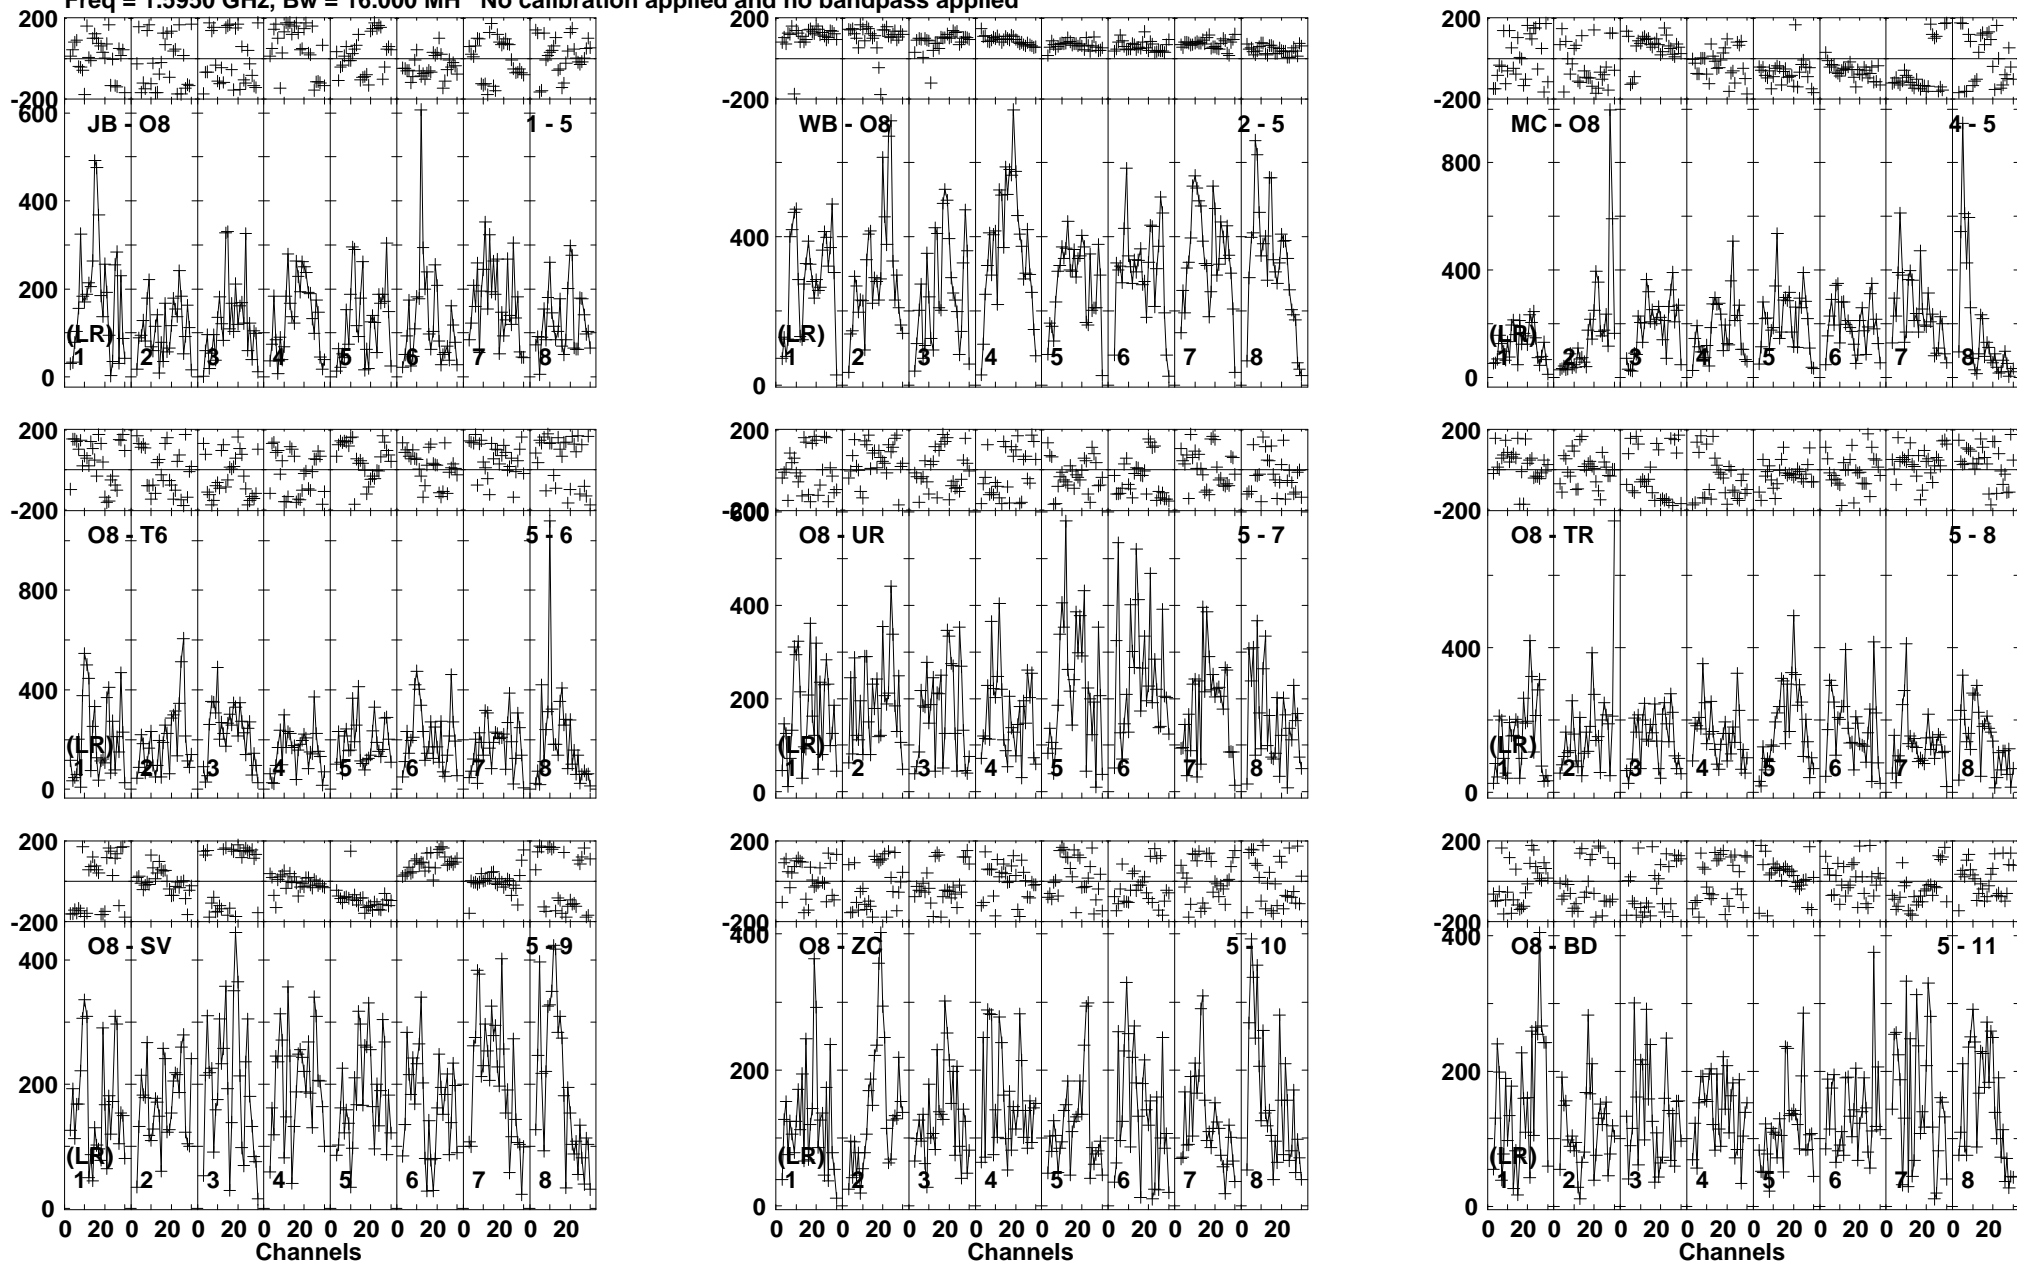 Freq = 1.5950 GHz, Bw = 16.000 MH No calibration applied and no bandpass applied
200 200 200
-200 -200 -200
600
JB - O8 1 - 5 WB - O8 2 - 5 MC - O8 4 - 5
800
400 400 400
200
(LR) (LR) (LR)
1 2 3 4 5 6 7 8 1 2 3 4 5 6 7 8 1 2 3 4 5 6 7 8
0 0 0
200 200 200
-200 -200 -200
600
O8 - T6 5 - 6 O8 - UR 5 - 7 O8 - TR 5 - 8
800
400 400 400
200
(LR) (LR) (LR)
1 2 3 4 5 6 7 8 1 2 3 4 5 6 7 8 1 2 3 4 5 6 7 8
0 0 0
200 200 200
-200 -200 -200
400 400
O8 - SV 5 - 9 O8 - ZC 5 - 10 O8 - BD 5 - 11
400
200 200 200
(LR) (LR) (LR)
1 2 3 4 5 6 7 8 1 2 3 4 5 6 7 8 1 2 3 4 5 6 7 8
0 0 0
0 20 0 20 0 20 0 20 0 20 0 20 0 20 0 20 0 20 0 20 0 20 0 20 0 20 0 20 0 20 0 20 0 20 0 20 0 20 0 20 0 20 0 20 0 20 0 20
Channels Channels Channels